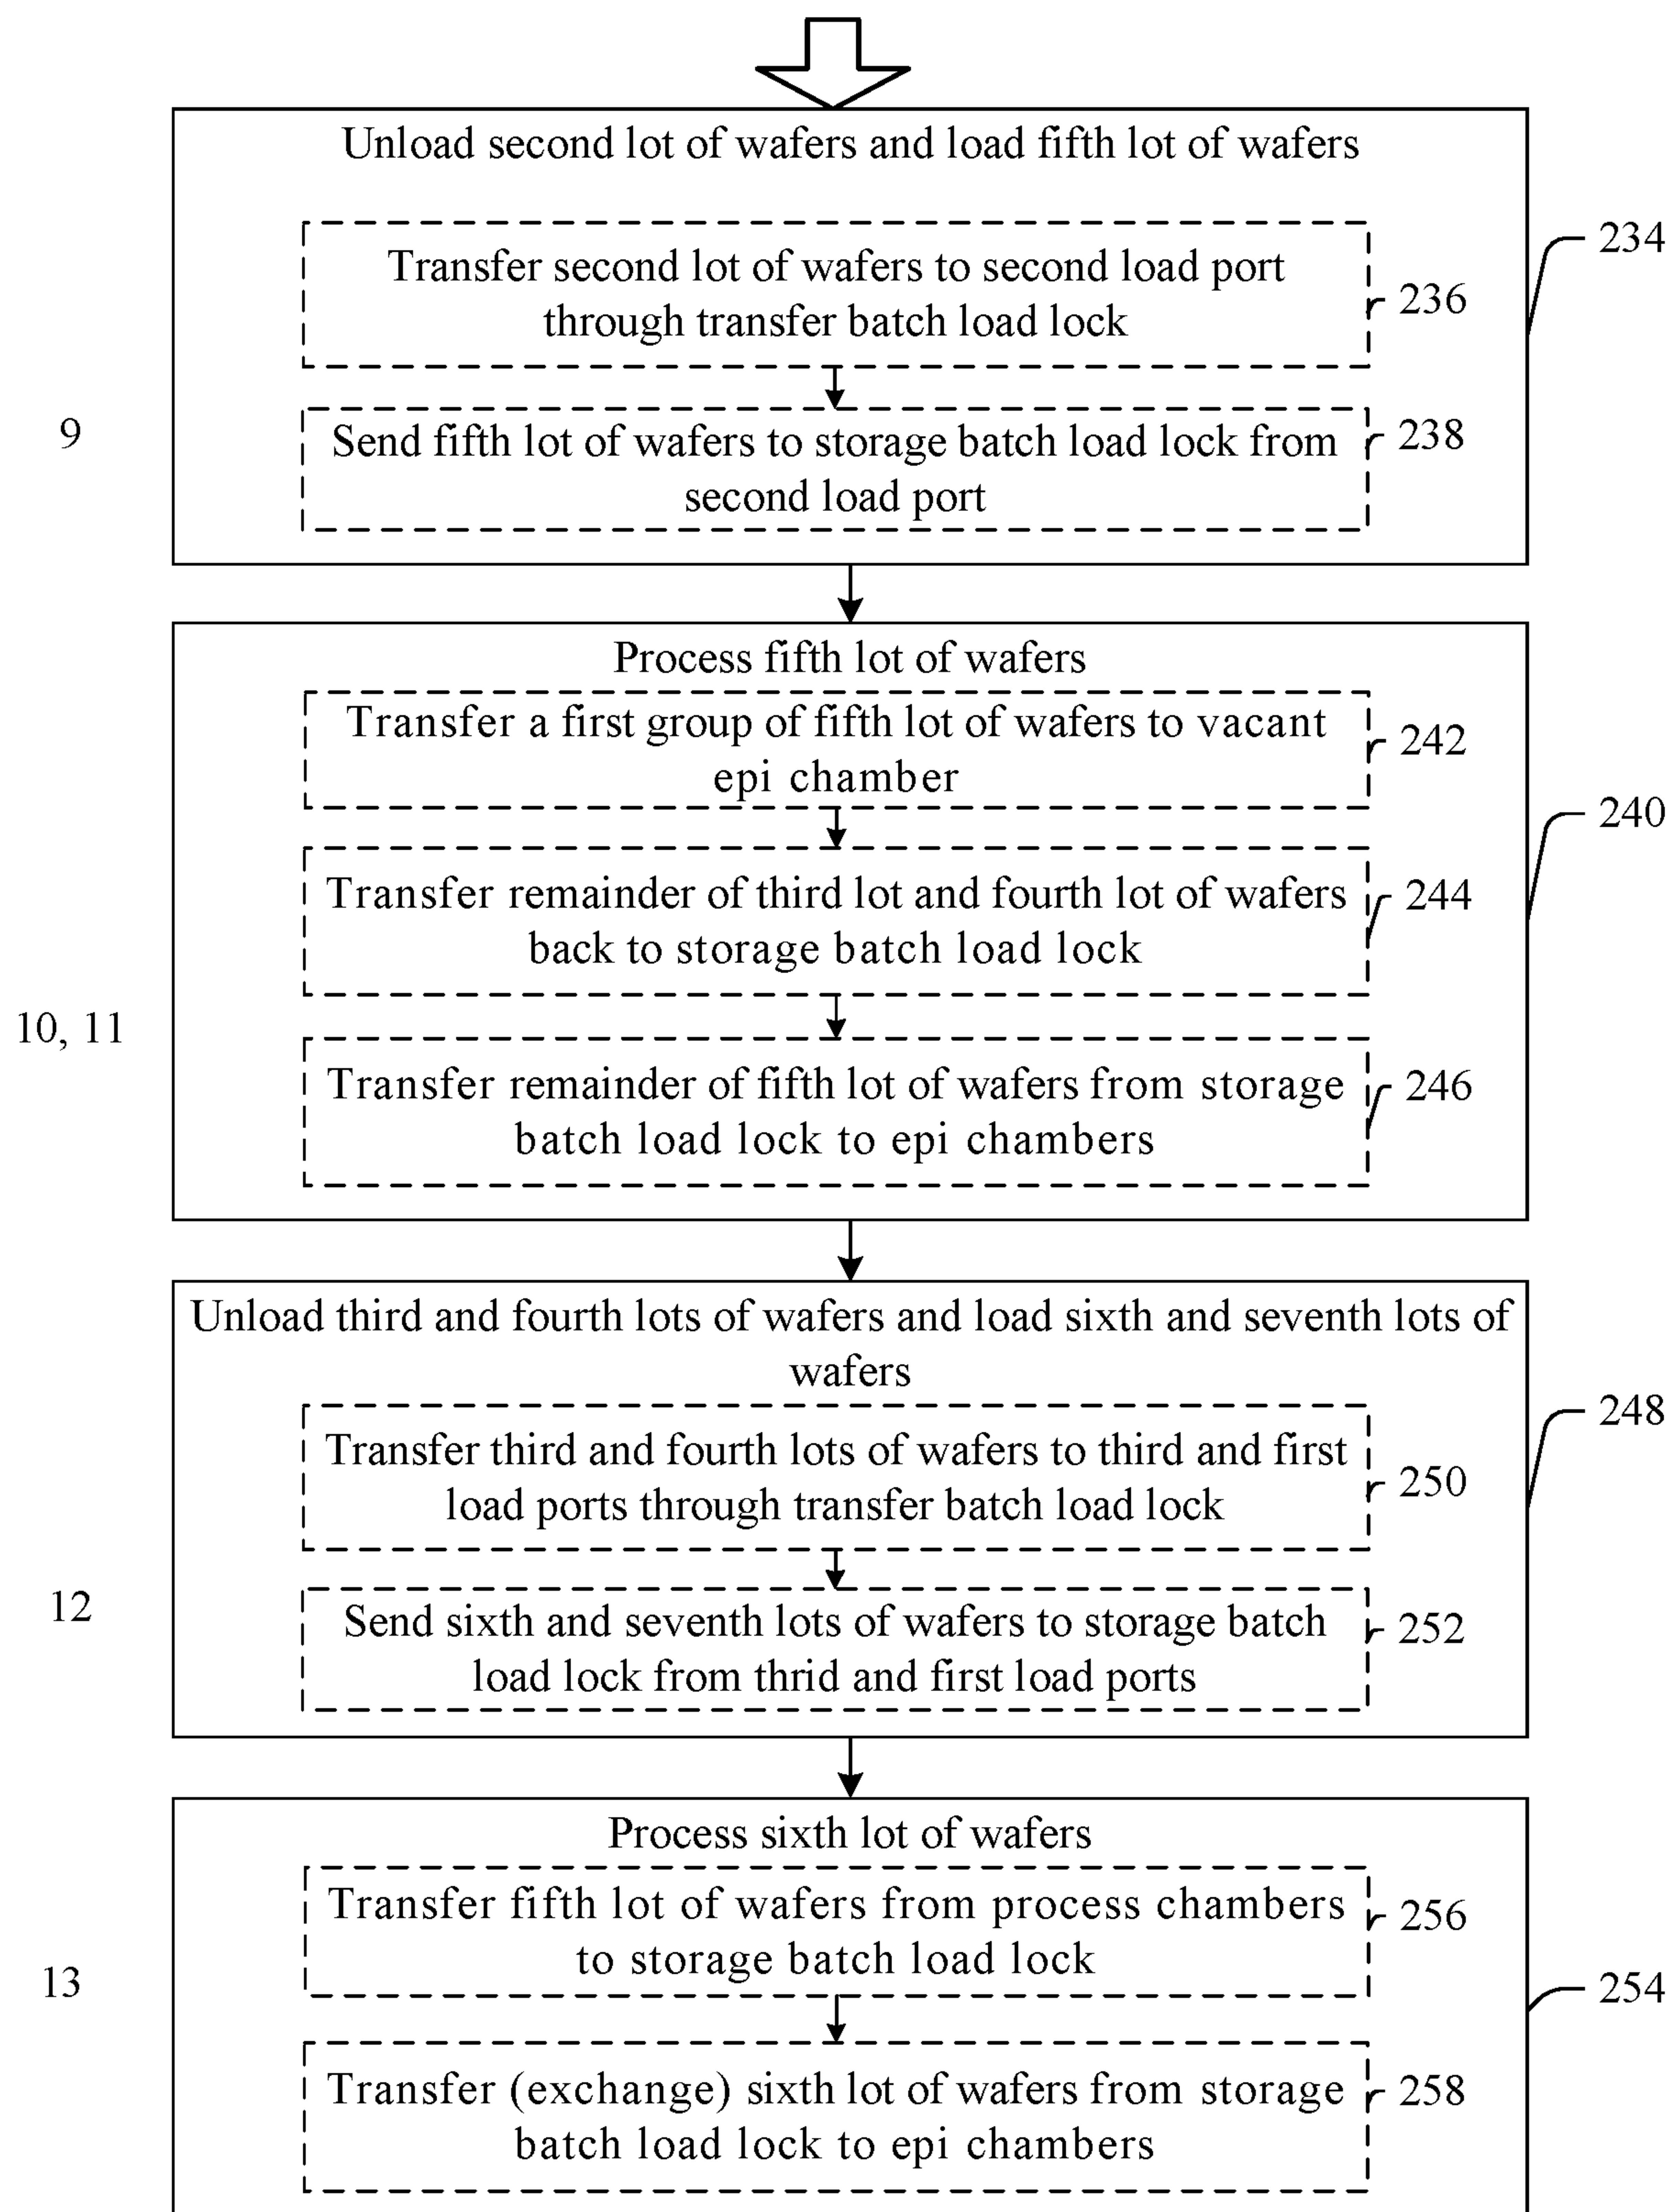 Unload second lot of wafers and load fifth lot of wafers
234
Transfer second lot of wafers to second load port
through transfer batch load lock
236
9
Send fifth lot of wafers to storage batch load lock from
second load port
238
Process fifth lot of wafers
Transfer a first group of fifth lot of wafers to vacant
epi chamber
242
240
Transfer remainder of third lot and fourth lot of wafers
back to storage batch load lock
244
10, 11
Transfer remainder of fifth lot of wafers from storage
batch load lock to epi chambers
246
Unload third and fourth lots of wafers and load sixth and seventh lots of
wafers
248
Transfer third and fourth lots of wafers to third and first
load ports through transfer batch load lock
250
12
Send sixth and seventh lots of wafers to storage batch
load lock from thrid and first load ports
252
Process sixth lot of wafers
Transfer fifth lot of wafers from process chambers
to storage batch load lock
256
13
254
Transfer (exchange) sixth lot of wafers from storage
batch load lock to epi chambers
258